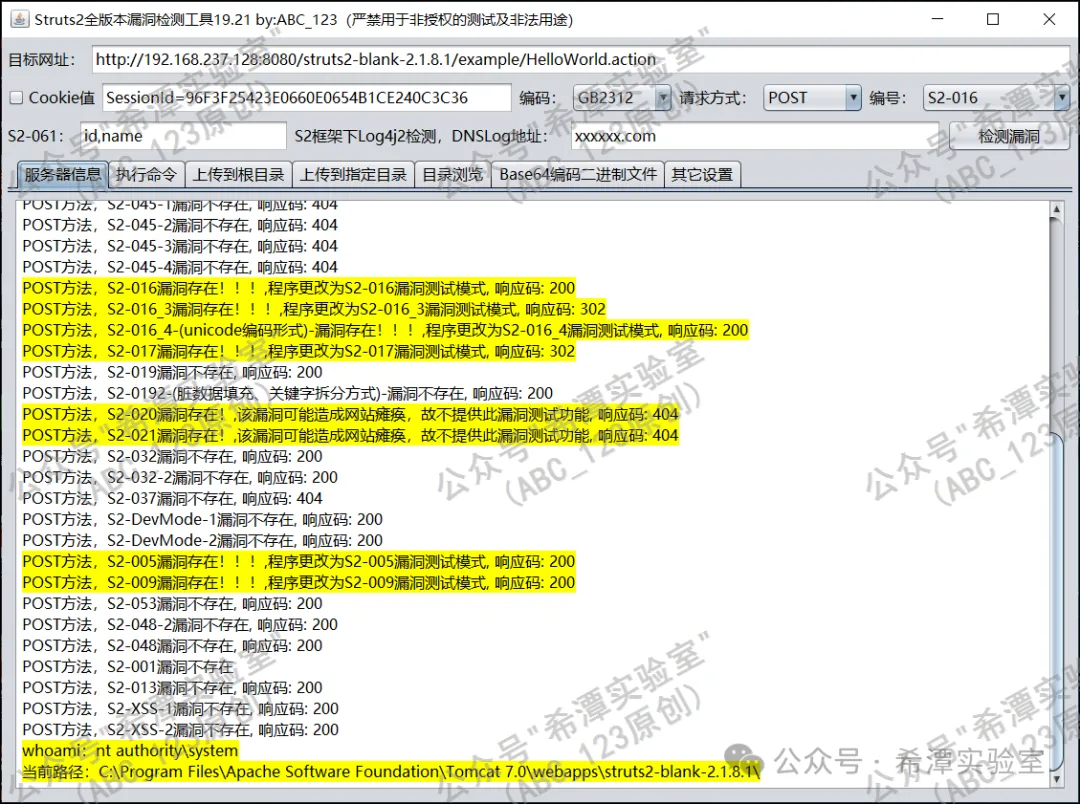 Struts2全版本漏洞检测工具19.21 by:ABC_123（严禁用于非授权的测试及非法用途）
目标网址： http://192.168.237.128:8080/struts2-blank-2.1.8.1/example/HelloWorld.action
Cookie值 SessionId=96F3F25423E0660E0654B1CE240C3C36 编码： GB2312 请求方式： POST 编号： S2-016
S2-061： id,name S2框架下Log4j2检测，DNSLog地址： xxxxxx.com 检测漏洞
服务器信息 执行命令 上传到根目录 上传到指定目录 目录浏览 Base64编码二进制文件 其它设置
POST方法，S2-045-1漏洞不存在, 响应码: 404
POST方法，S2-045-2漏洞不存在, 响应码: 404
POST方法，S2-045-3漏洞不存在, 响应码: 404
POST方法，S2-045-4漏洞不存在, 响应码: 404
POST方法，S2-016漏洞存在！！！,程序更改为S2-016漏洞测试模式, 响应码: 200
POST方法，S2-016_3漏洞存在！！！,程序更改为S2-016_3漏洞测试模式, 响应码: 302
POST方法，S2-016_4-(unicode编码形式)-漏洞存在！！！,程序更改为S2-016_4漏洞测试模式, 响应码: 200
POST方法，S2-017漏洞存在！！！,程序更改为S2-017漏洞测试模式, 响应码: 302
POST方法，S2-019漏洞不存在, 响应码: 200
POST方法，S2-0192-(脏数据填充、关键字拆分方式)-漏洞不存在, 响应码: 200
POST方法，S2-020漏洞存在！,该漏洞可能造成网站瘫痪，故不提供此漏洞测试功能, 响应码: 404
POST方法，S2-021漏洞存在！,该漏洞可能造成网站瘫痪，故不提供此漏洞测试功能, 响应码: 404
POST方法，S2-032漏洞不存在, 响应码: 200
POST方法，S2-032-2漏洞不存在, 响应码: 200
POST方法，S2-037漏洞不存在, 响应码: 404
POST方法，S2-DevMode-1漏洞不存在, 响应码: 200
POST方法，S2-DevMode-2漏洞不存在, 响应码: 200
POST方法，S2-005漏洞存在！！！,程序更改为S2-005漏洞测试模式, 响应码: 200
POST方法，S2-009漏洞存在！！！,程序更改为S2-009漏洞测试模式, 响应码: 200
POST方法，S2-053漏洞不存在, 响应码: 200
POST方法，S2-048-2漏洞不存在, 响应码: 200
POST方法，S2-048漏洞不存在, 响应码: 200
POST方法，S2-001漏洞不存在
POST方法，S2-013漏洞不存在, 响应码: 200
POST方法，S2-XSS-1漏洞不存在, 响应码: 200
POST方法，S2-XSS-2漏洞不存在, 响应码: 200
whoami：nt authority\system
当前路径：C:\Program Files\Apache Software Foundation\Tomcat 7.0\webapps\struts2-blank-2.1.8.1\
公众号"希潭实验室"
(ABC_123原创)
公众号 · 希潭实验室